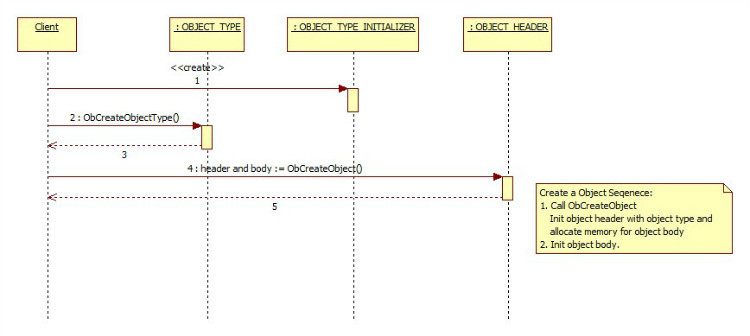 Client
: OBJECT_TYPE
: OBJECT_TYPE_INITIALIZER
: OBJECT_HEADER
<<create>>
1
2 : ObCreateObjectType()
3
4 : header and body := ObCreateObject()
5
Create a Object Seqenece:
1. Call ObCreateObject
Init object header with object type and
allocate memory for object body
2. Init object body.